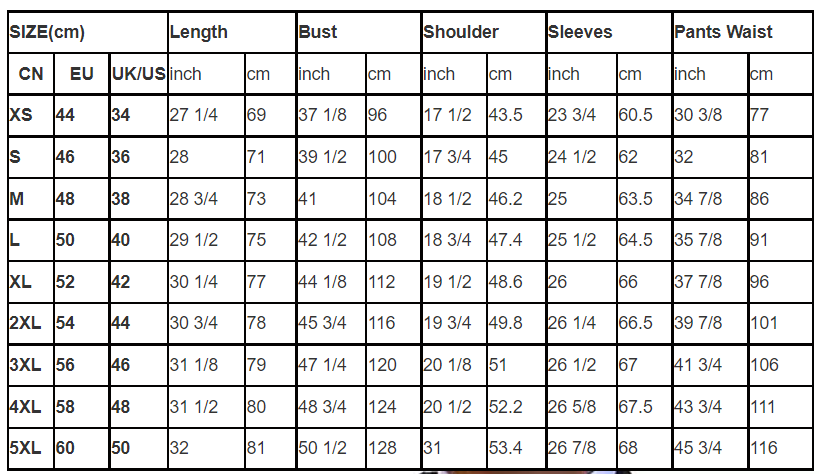 SIZE(cm) Length Bust Shoulder Sleeves Pants Waist
CN EU UK/US inch cm inch cm inch cm inch cm inch cm
XS 44 34 27 1/4 69 37 1/8 96 17 1/2 43.5 23 3/4 60.5 30 3/8 77
S 46 36 28 71 39 1/2 100 17 3/4 45 24 1/2 62 32 81
M 48 38 28 3/4 73 41 104 18 1/2 46.2 25 63.5 34 7/8 86
L 50 40 29 1/2 75 42 1/2 108 18 3/4 47.4 25 1/2 64.5 35 7/8 91
XL 52 42 30 1/4 77 44 1/8 112 19 1/2 48.6 26 66 37 7/8 96
2XL 54 44 30 3/4 78 45 3/4 116 19 3/4 49.8 26 1/4 66.5 39 7/8 101
3XL 56 46 31 1/8 79 47 1/4 120 20 1/8 51 26 1/2 67 41 3/4 106
4XL 58 48 31 1/2 80 48 3/4 124 20 1/2 52.2 26 5/8 67.5 43 3/4 111
5XL 60 50 32 81 50 1/2 128 31 53.4 26 7/8 68 45 3/4 116